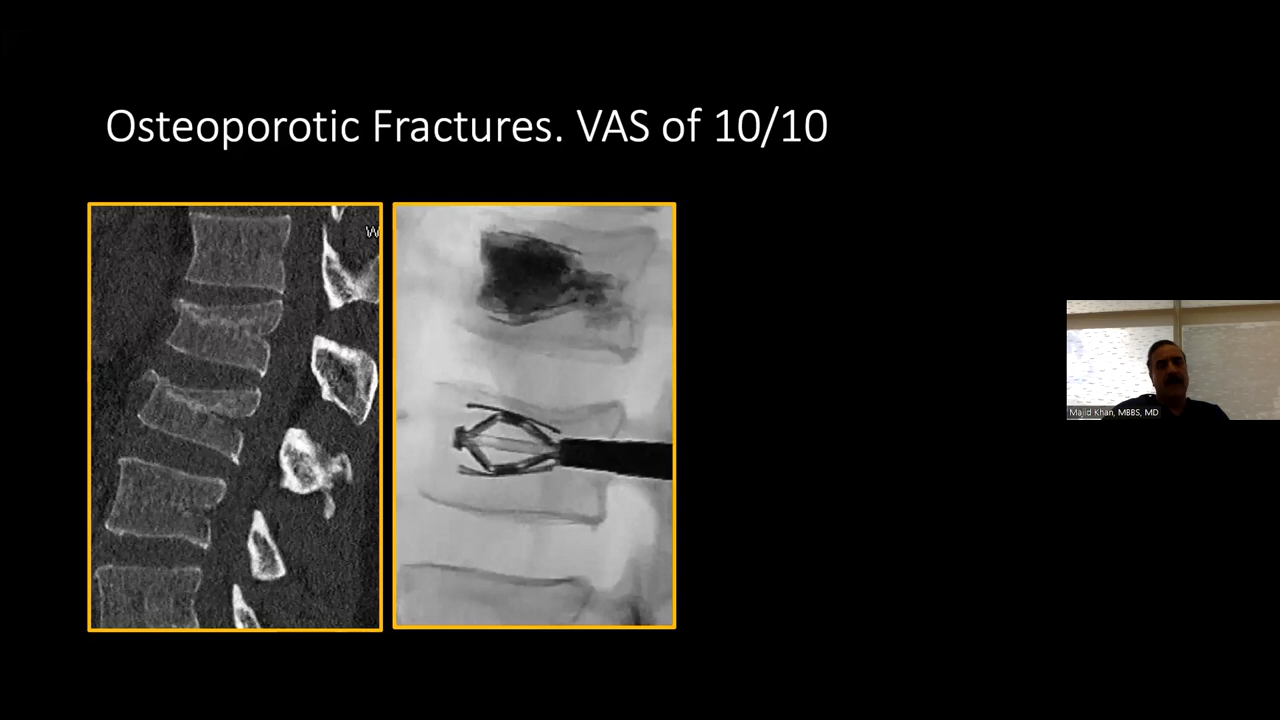 Osteoporotic Fractures. VAS of 10/10
W
Majid Khan, MBBS, MD